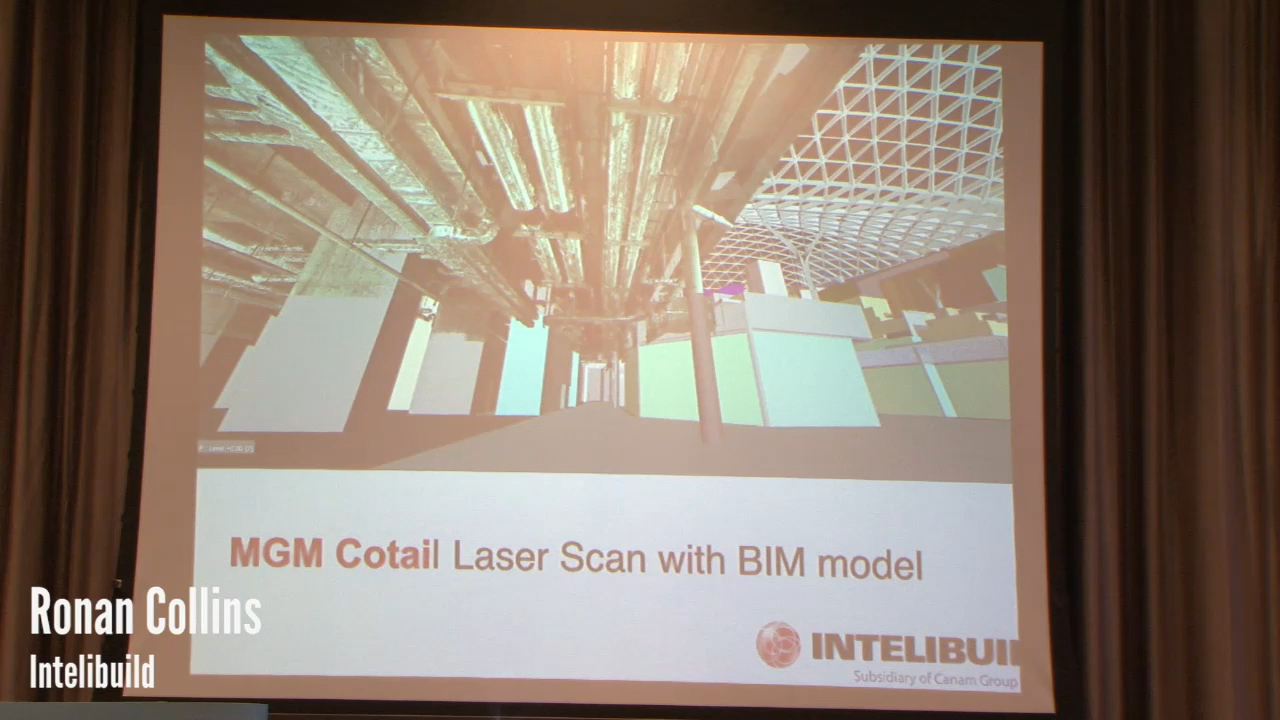 MGM Cotail Laser Scan with BIM model
INTELIBUIL
Subsidiary of Canam Group
Ronan Collins
Intelibuild